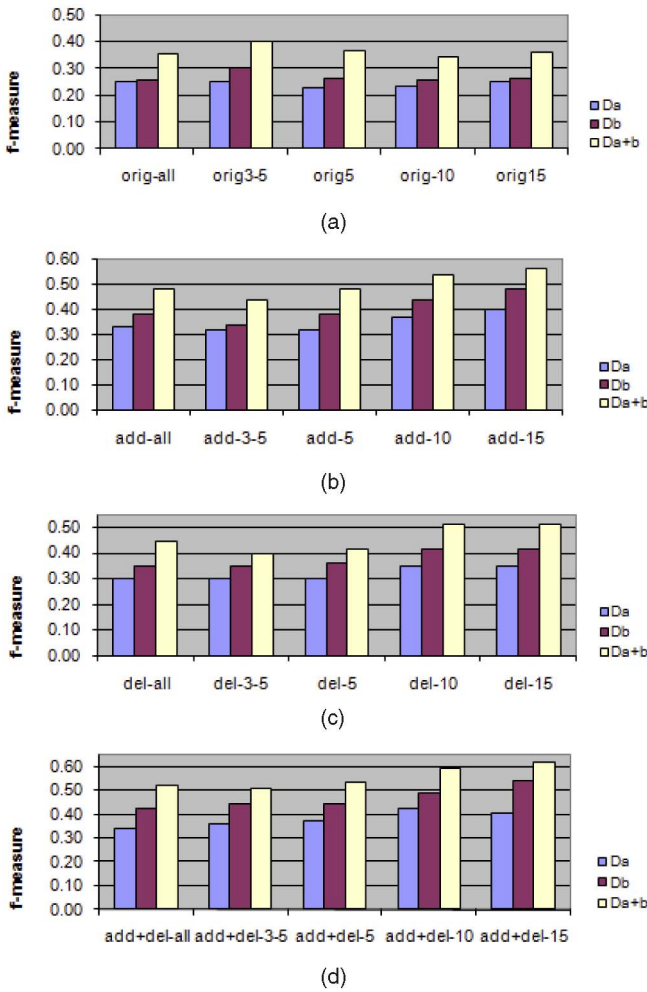 f-measure
0.50
0.40
0.30
0.20
0.10
0.00
orig-all orig3-5 orig5 orig-10 orig15
Da
Db
Da+b
(a)
f-measure
0.60
0.50
0.40
0.30
0.20
0.10
0.00
add-all add-3-5 add-5 add-10 add-15
Da
Db
Da+b
(b)
f-measure
0.50
0.40
0.30
0.20
0.10
0.00
del-all del-3-5 del-5 del-10 del-15
Da
Db
Da+b
(c)
f-measure
0.60
0.50
0.40
0.30
0.20
0.10
0.00
add+del-all add+del-3-5 add+del-5 add+del-10 add+del-15
Da
Db
Da+b
(d)